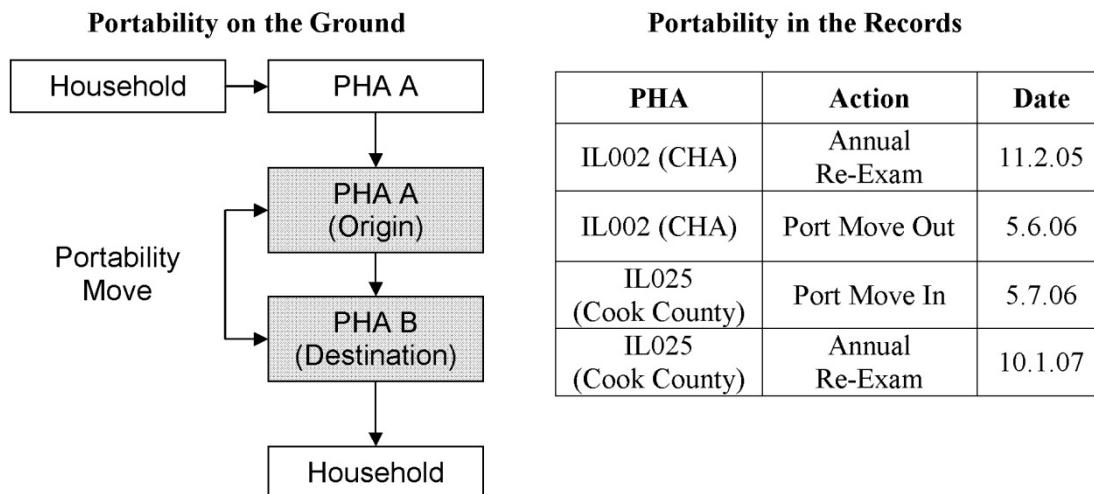 Portability on the Ground
Household
PHA A
PHA A
(Origin)
Portability
Move
PHA B
(Destination)
Household
Portability in the Records
PHA Action Date
IL002 (CHA) Annual
Re-Exam 11.2.05
IL002 (CHA) Port Move Out 5.6.06
IL025
(Cook County) Port Move In 5.7.06
IL025
(Cook County) Annual
Re-Exam 10.1.07